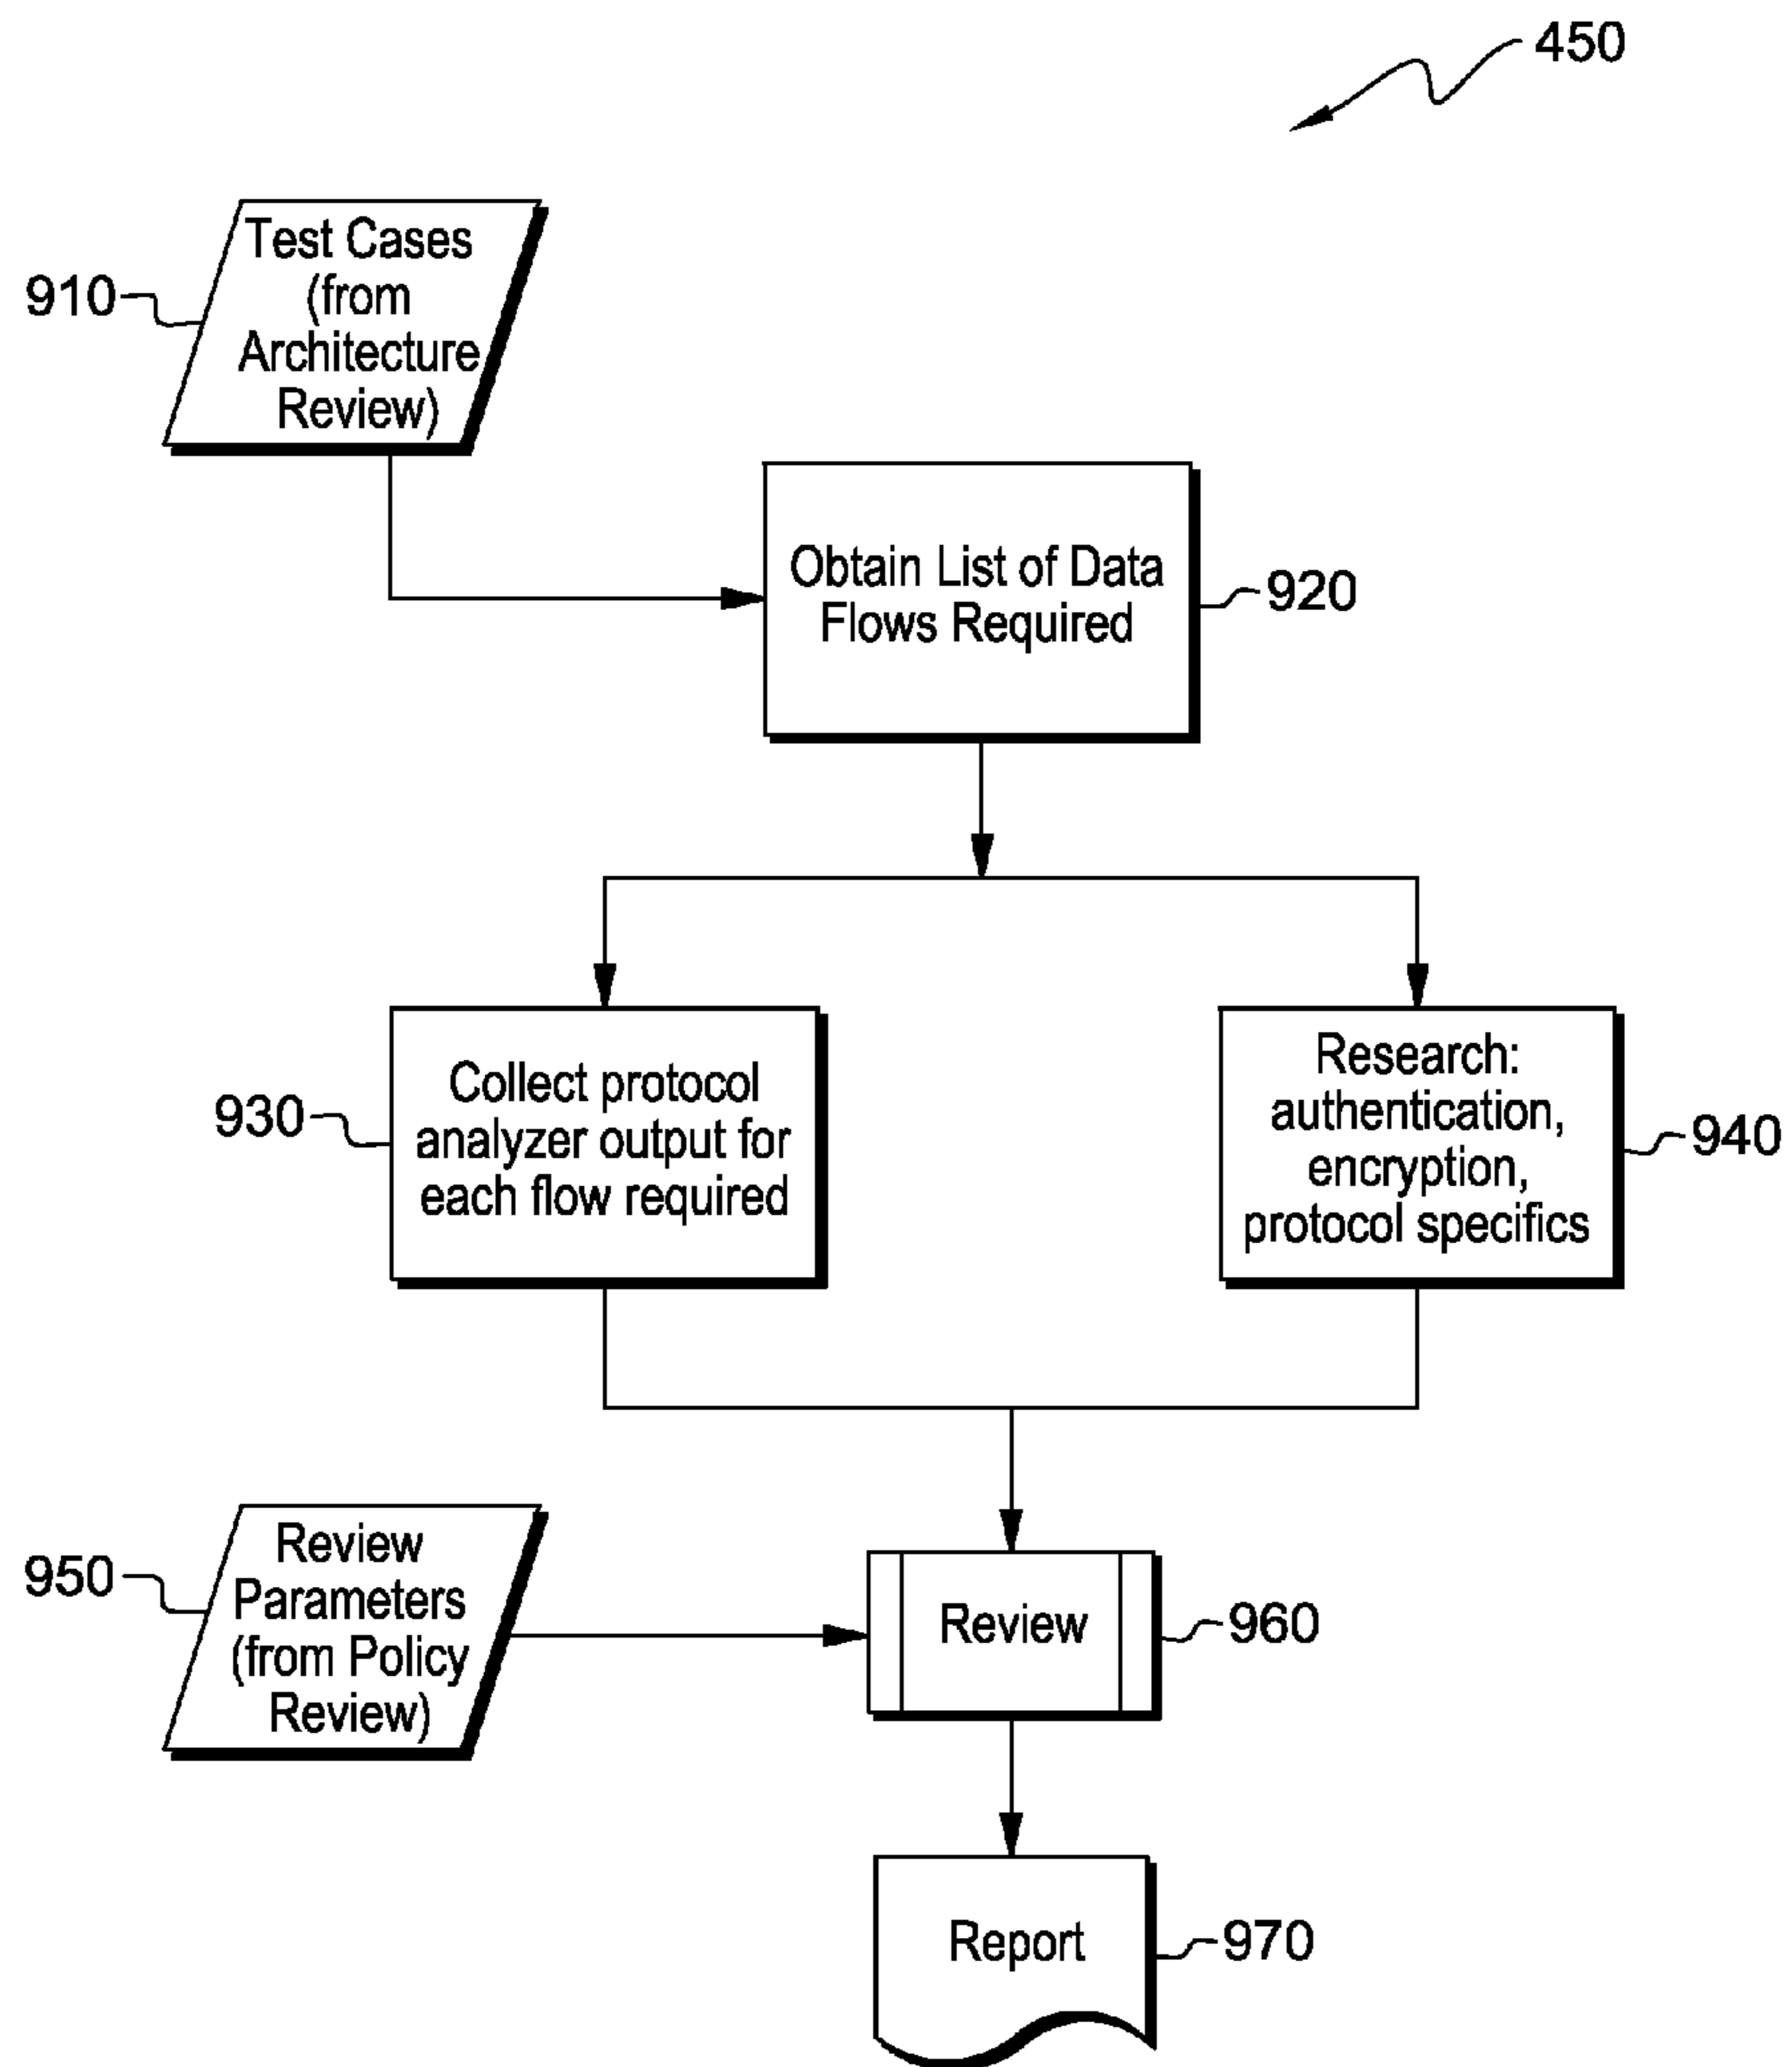 450
Test Cases
(from
Architecture
Review)
910
Obtain List of Data
Flows Required
920
Collect protocol
analyzer output for
each flow required
930
Research:
authentication,
encryption,
protocol specifics
940
Review
Parameters
(from Policy
Review)
950
Review
960
Report
970